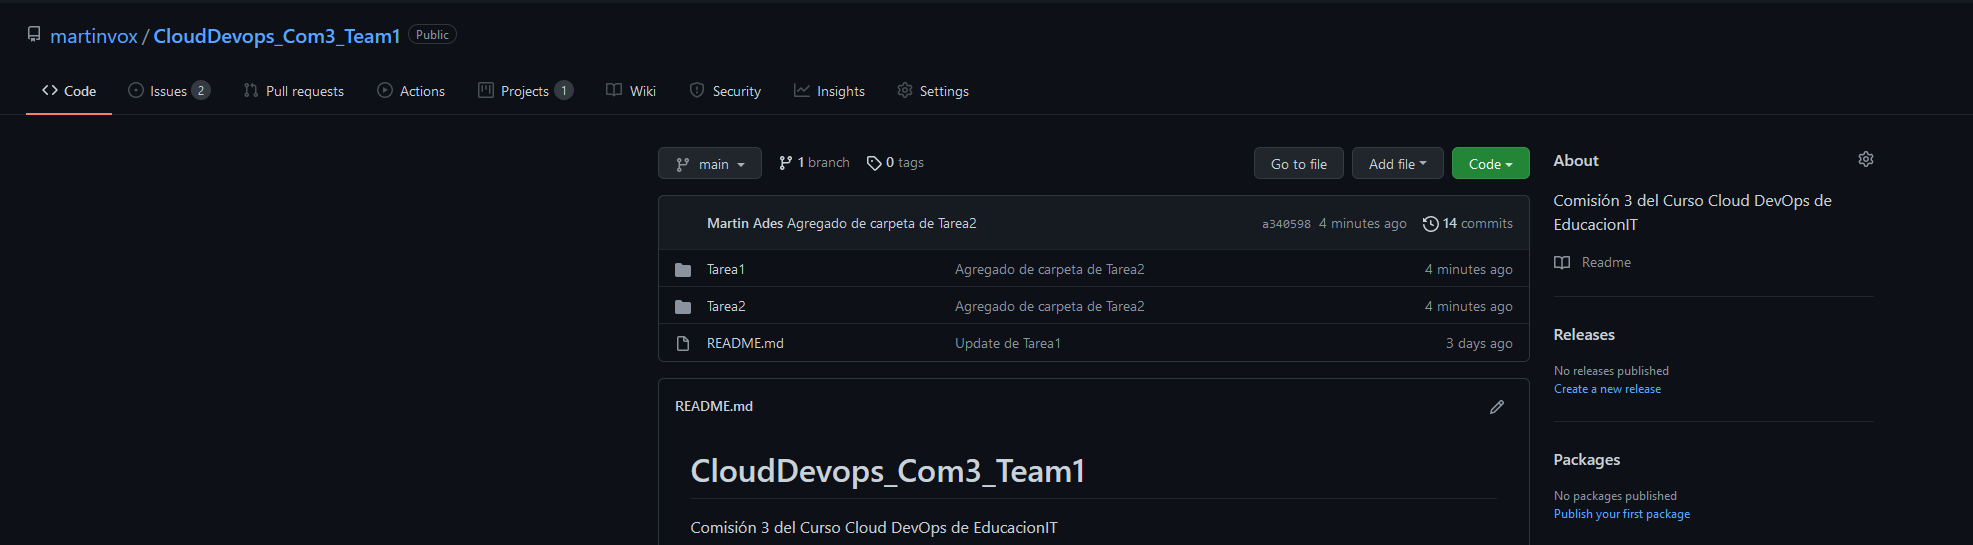 martinvox / CloudDevops_Com3_Team1 Public
Code Issues 2 Pull requests Actions Projects 1 Wiki Security Insights Settings
main 1 branch 0 tags Go to file Add file Code
Martin Ades Agregado de carpeta de Tarea2 a340598 4 minutes ago 14 commits
Tarea1 Agregado de carpeta de Tarea2 4 minutes ago
Tarea2 Agregado de carpeta de Tarea2 4 minutes ago
README.md Update de Tarea1 3 days ago
README.md
CloudDevops_Com3_Team1
Comisión 3 del Curso Cloud DevOps de EducacionIT
About
Comisión 3 del Curso Cloud DevOps de
EducacionIT
Readme
Releases
No releases published
Create a new release
Packages
No packages published
Publish your first package